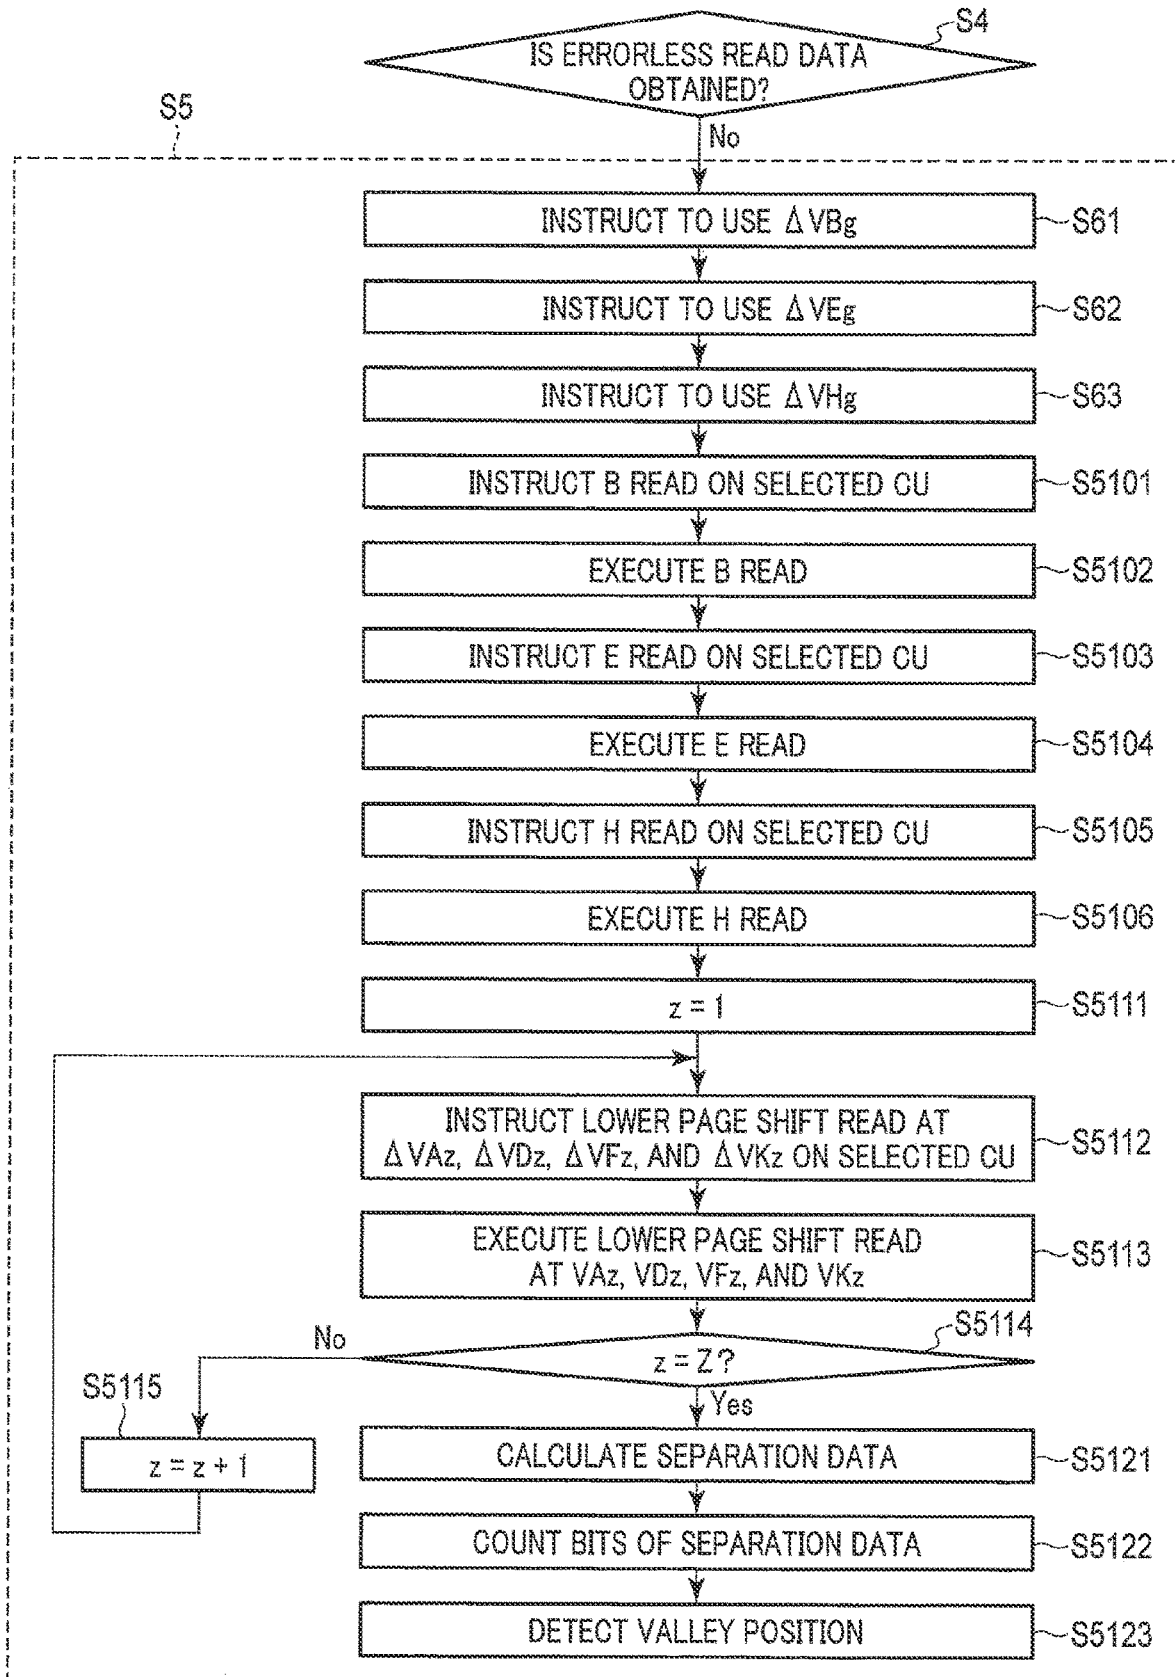 S4
IS ERRORLESS READ DATA
OBTAINED?
S5
No
INSTRUCT TO USE ΔVBg
S61
INSTRUCT TO USE ΔVEg
S62
INSTRUCT TO USE ΔVHg
S63
INSTRUCT B READ ON SELECTED CU
S5101
EXECUTE B READ
S5102
INSTRUCT E READ ON SELECTED CU
S5103
EXECUTE E READ
S5104
INSTRUCT H READ ON SELECTED CU
S5105
EXECUTE H READ
S5106
z = 1
S5111
INSTRUCT LOWER PAGE SHIFT READ AT
ΔVAz, ΔVDz, ΔVFz, AND ΔVKz ON SELECTED CU
S5112
EXECUTE LOWER PAGE SHIFT READ
AT VAz, VDz, VFz, AND VKz
S5113
S5114
No
z = Z?
Yes
S5115
z = z + 1
CALCULATE SEPARATION DATA
S5121
COUNT BITS OF SEPARATION DATA
S5122
DETECT VALLEY POSITION
S5123